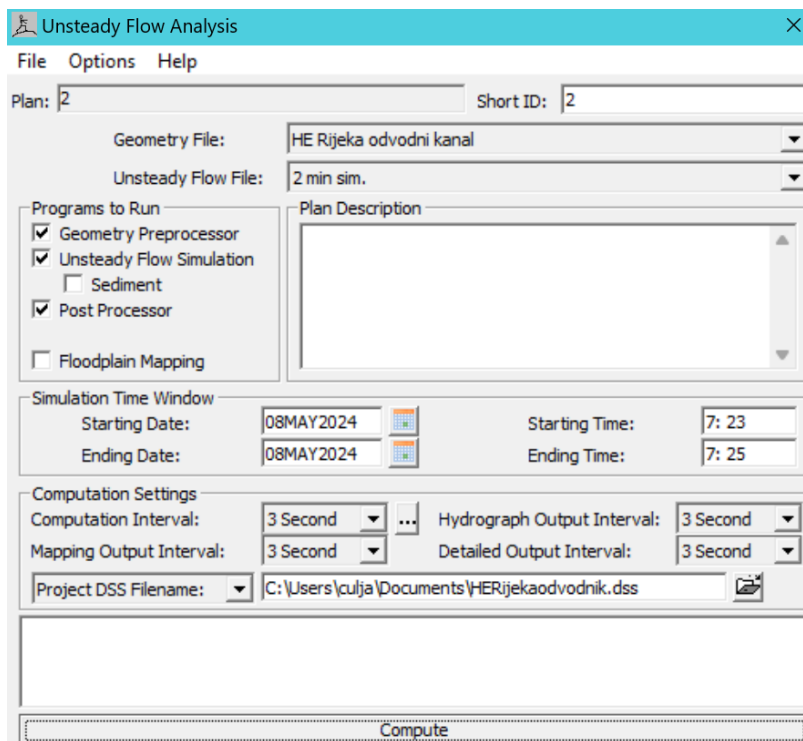 Unsteady Flow Analysis
File Options Help
Plan: 2 Short ID: 2
Geometry File: HE Rijeka odvodni kanal
Unsteady Flow File: 2 min sim.
Programs to Run
Geometry Preprocessor
Unsteady Flow Simulation
Sediment
Post Processor
Floodplain Mapping
Plan Description
Simulation Time Window
Starting Date: 08MAY2024 Starting Time: 7: 23
Ending Date: 08MAY2024 Ending Time: 7: 25
Computation Settings
Computation Interval: 3 Second ... Hydrograph Output Interval: 3 Second
Mapping Output Interval: 3 Second Detailed Output Interval: 3 Second
Project DSS Filename: C:\Users\culja\Documents\HERijekaodvodnik.dss
Compute